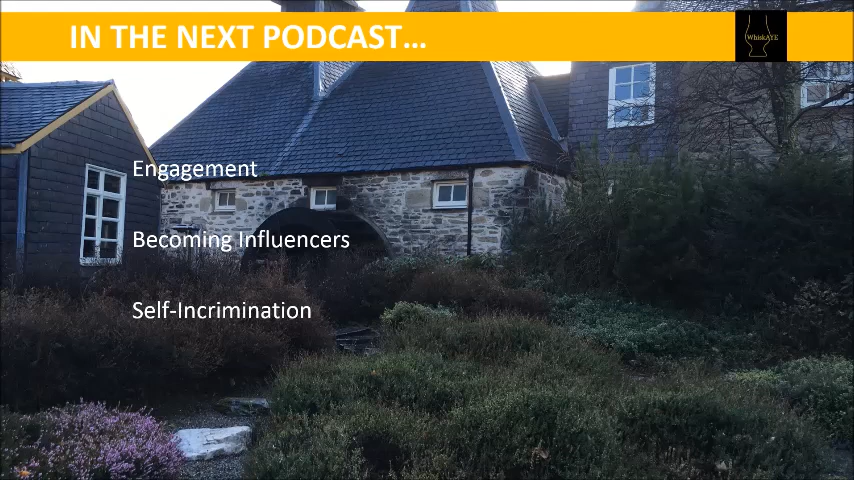 IN THE NEXT PODCAST...
WhiskAYE
Engagement
Becoming Influencers
Self-Incrimination